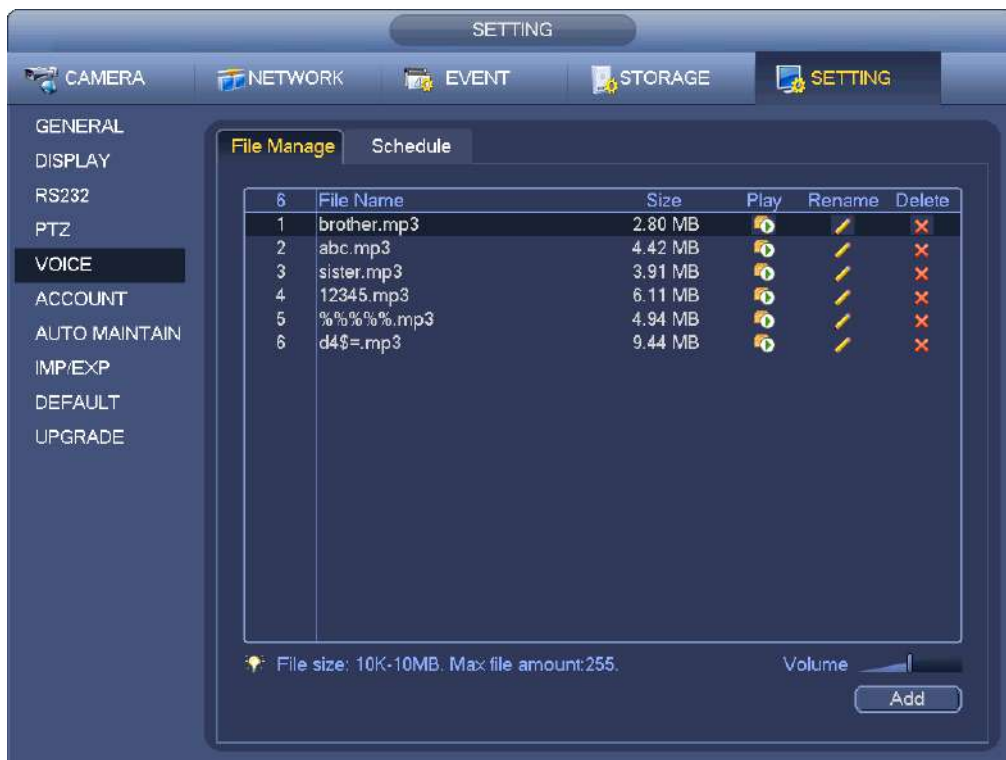 SETTING
CAMERA NETWORK EVENT STORAGE SETTING
GENERAL
DISPLAY
RS232
PTZ
VOICE
ACCOUNT
AUTO MAINTAIN
IMP/EXP
DEFAULT
UPGRADE
File Manage Schedule
6 File Name Size Play Rename Delete
1 brother.mp3 2.80 MB
2 abc.mp3 4.42 MB
3 sister.mp3 3.91 MB
4 12345.mp3 6.11 MB
5 %%%%%.mp3 4.94 MB
6 d4$=.mp3 9.44 MB
File size: 10K-10MB. Max file amount:255. Volume
Add